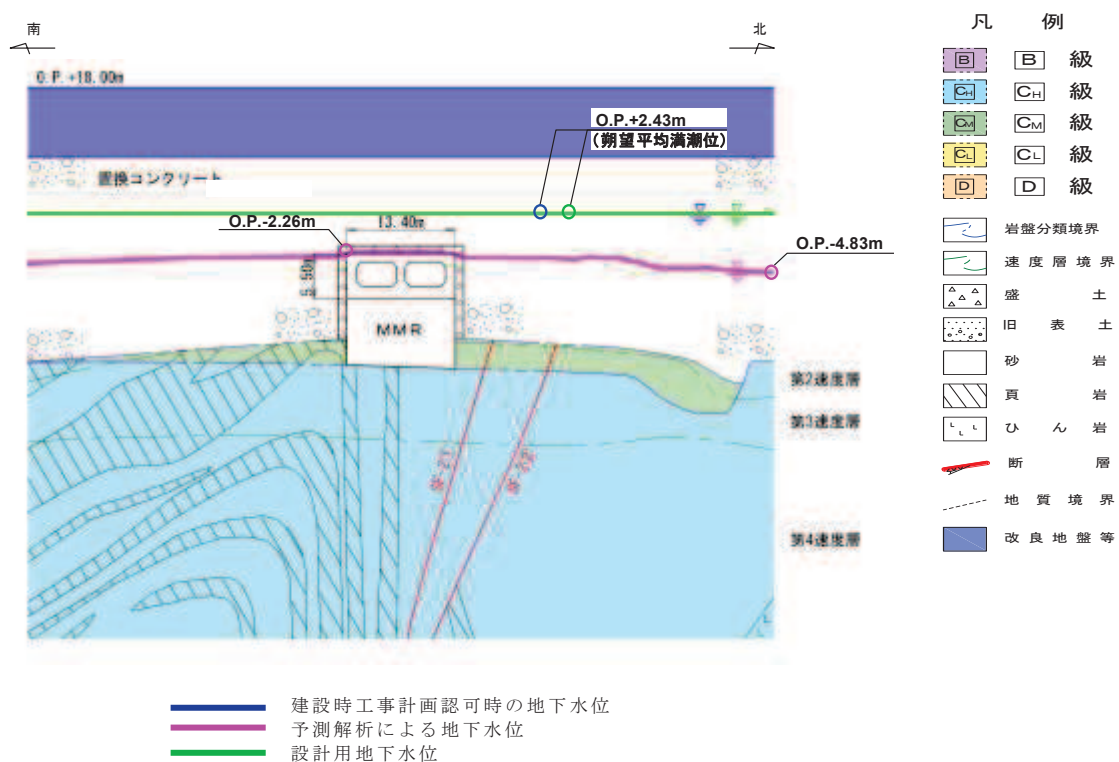 南
北
O.P.+18.00m
O.P.+2.43m
(朔望平均満潮位)
置換コンクリート
O.P.-2.26m
13.40m
O.P.-4.83m
5.50m
MMR
第2速度層
第3速度層
第4速度層
凡 例
B B 級
CH CH 級
CM CM 級
CL CL 級
D D 級
岩盤分類境界
速度層境界
盛土
旧表土
砂岩
頁岩
ひん岩
断層
地質境界
改良地盤等
建設時工事計画認可時の地下水位
予測解析による地下水位
設計用地下水位